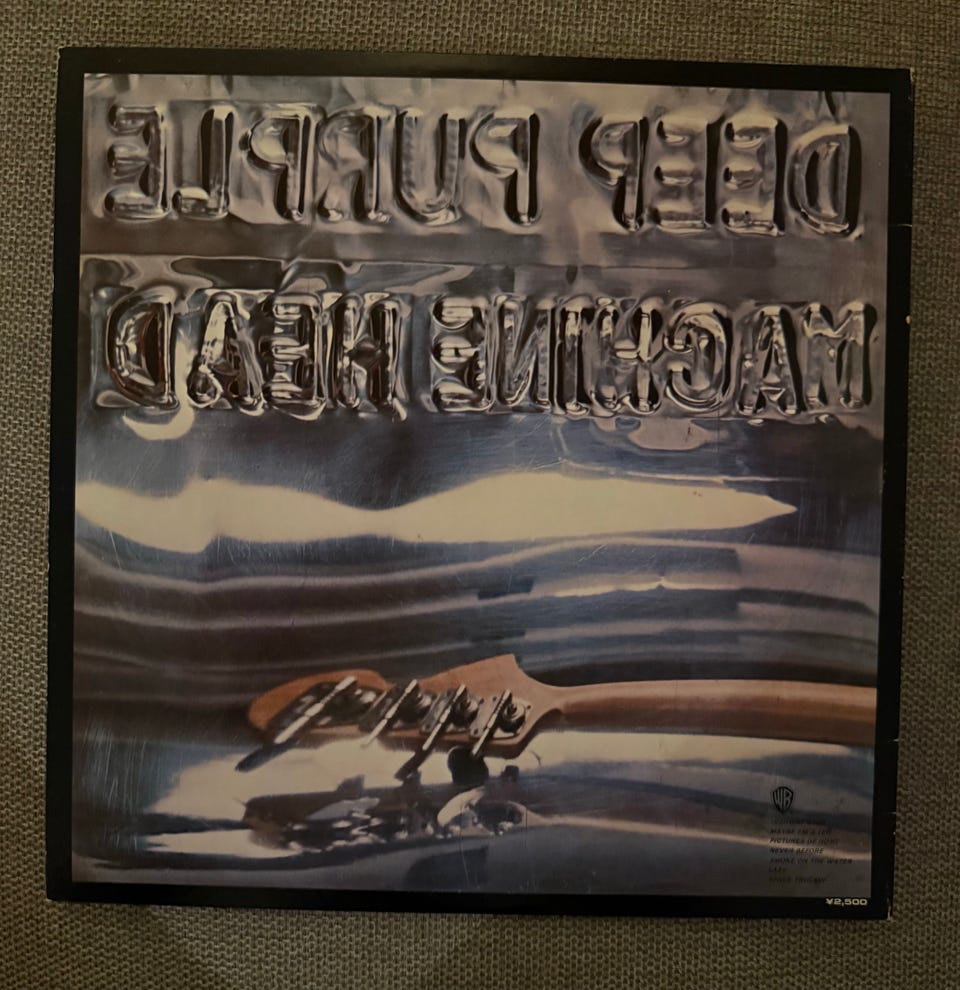 DEEP PURPLE
MACHINE HEAD
WB
MAYBE I'M A LEO
PICTURES OF HOME
NEVER BEFORE
SMOKE ON THE WATER
LAZY
SPACE TRUCKIN'
¥2,500